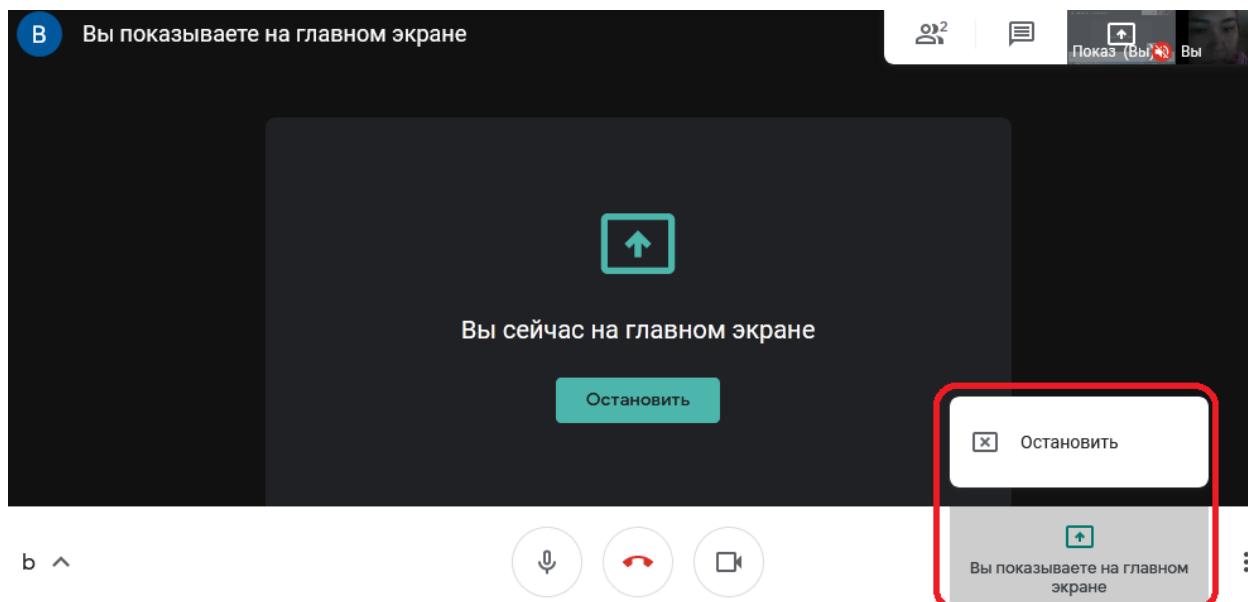 В Вы показываете на главном экране
2
Показ (Вы) Вы
Вы сейчас на главном экране
Остановить
Остановить
b
Вы показываете на главном
экране